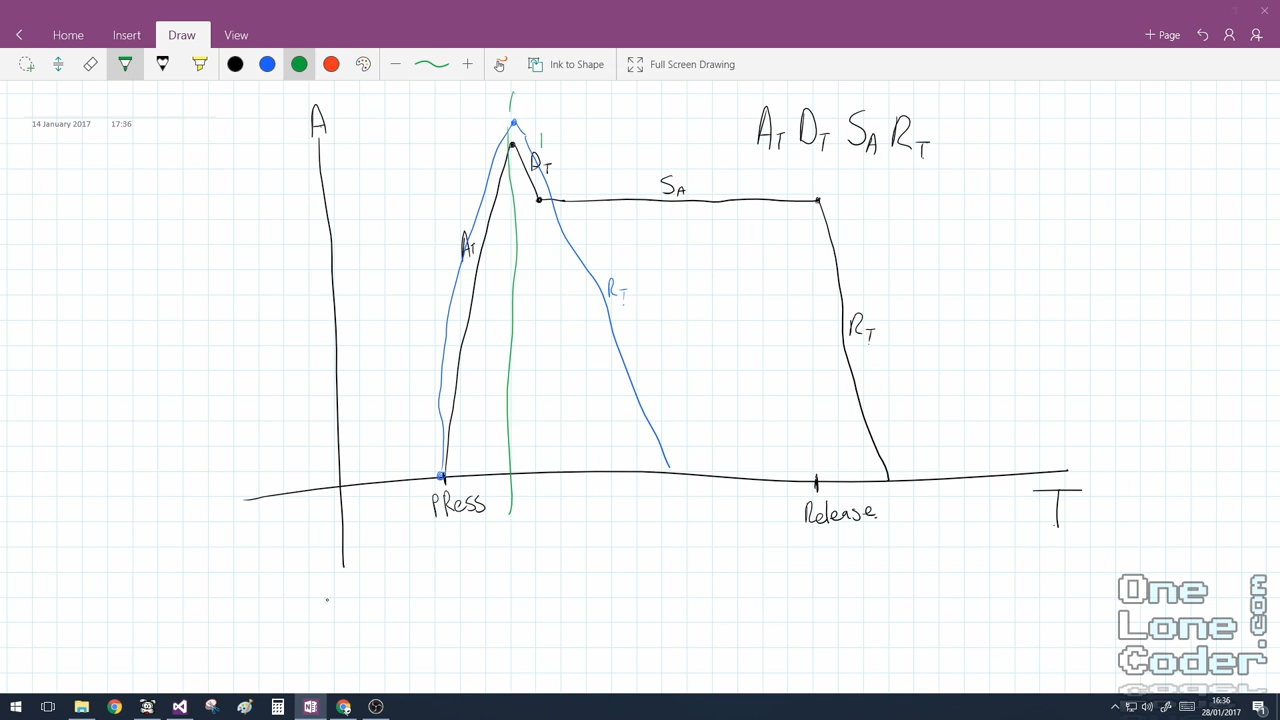 Home Insert Draw View
Page
Ink to Shape Full Screen Drawing
14 January 2017 17:36
A
AT DT SA RT
DT
SA
AT
RT
RT
PRess
Release
T
One
Lone
Coder
.com
16:36
28/01/2017